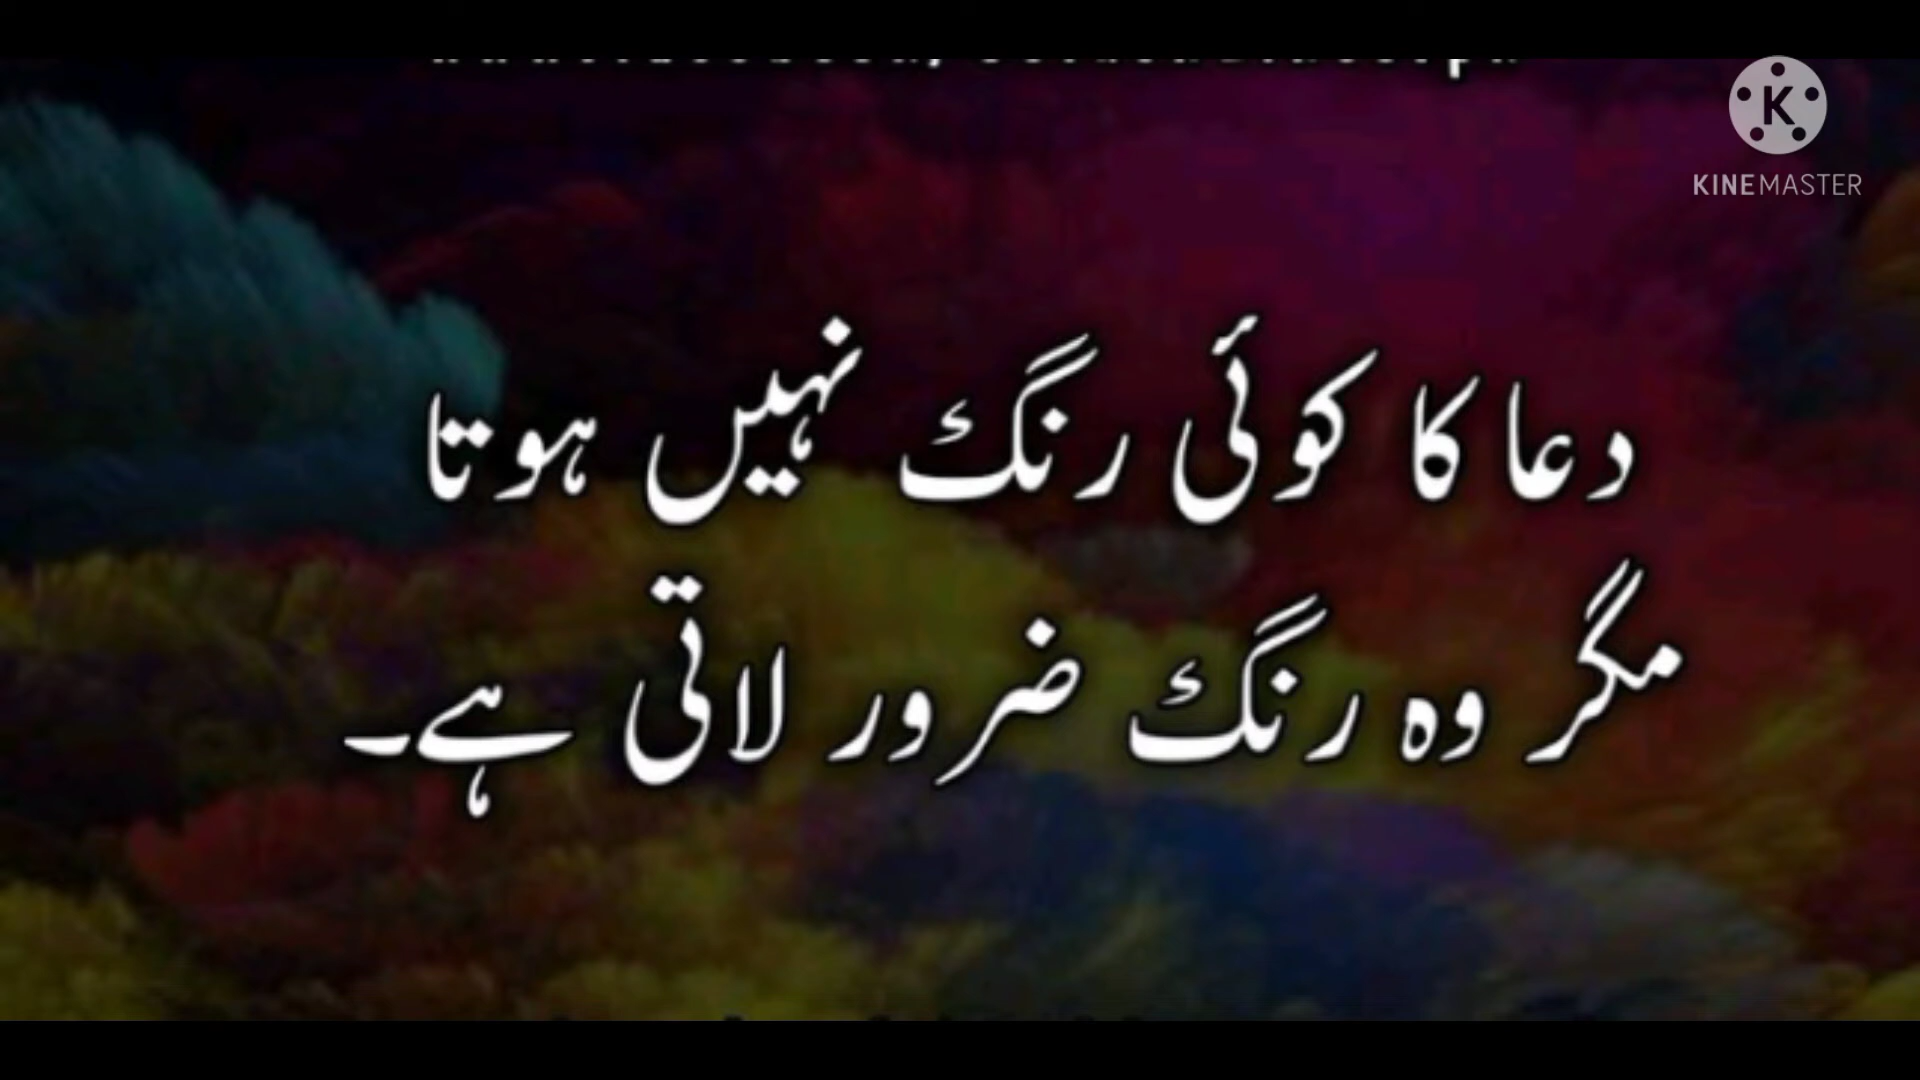 KINEMASTER
دعا کا کوئی رنگ نہیں ہوتا
مگر وہ رنگ ضرور لاتی ہے۔